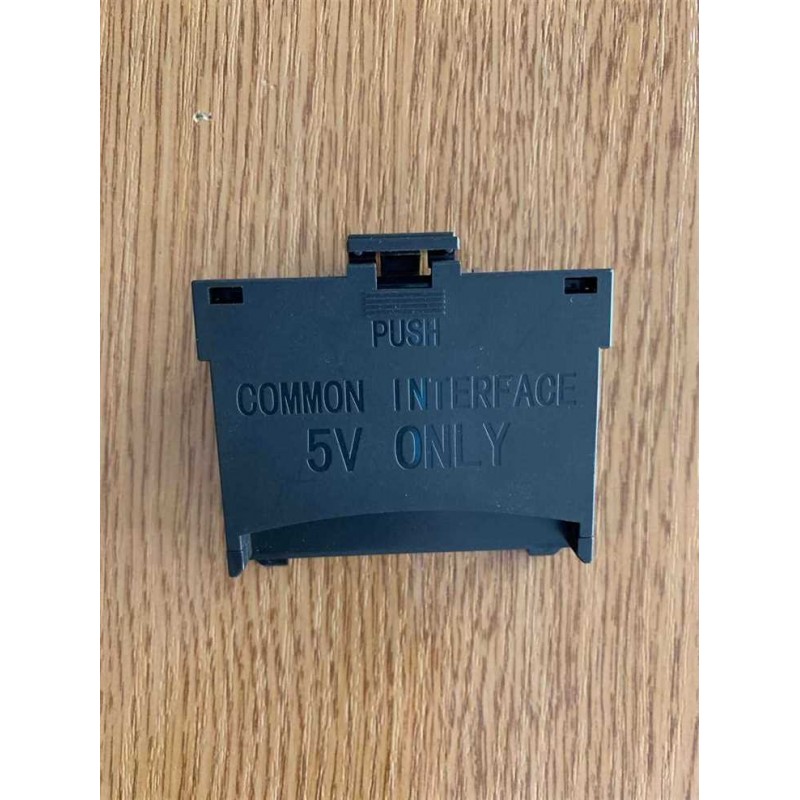 PUSH
COMMON INTERFACE
5V ONLY